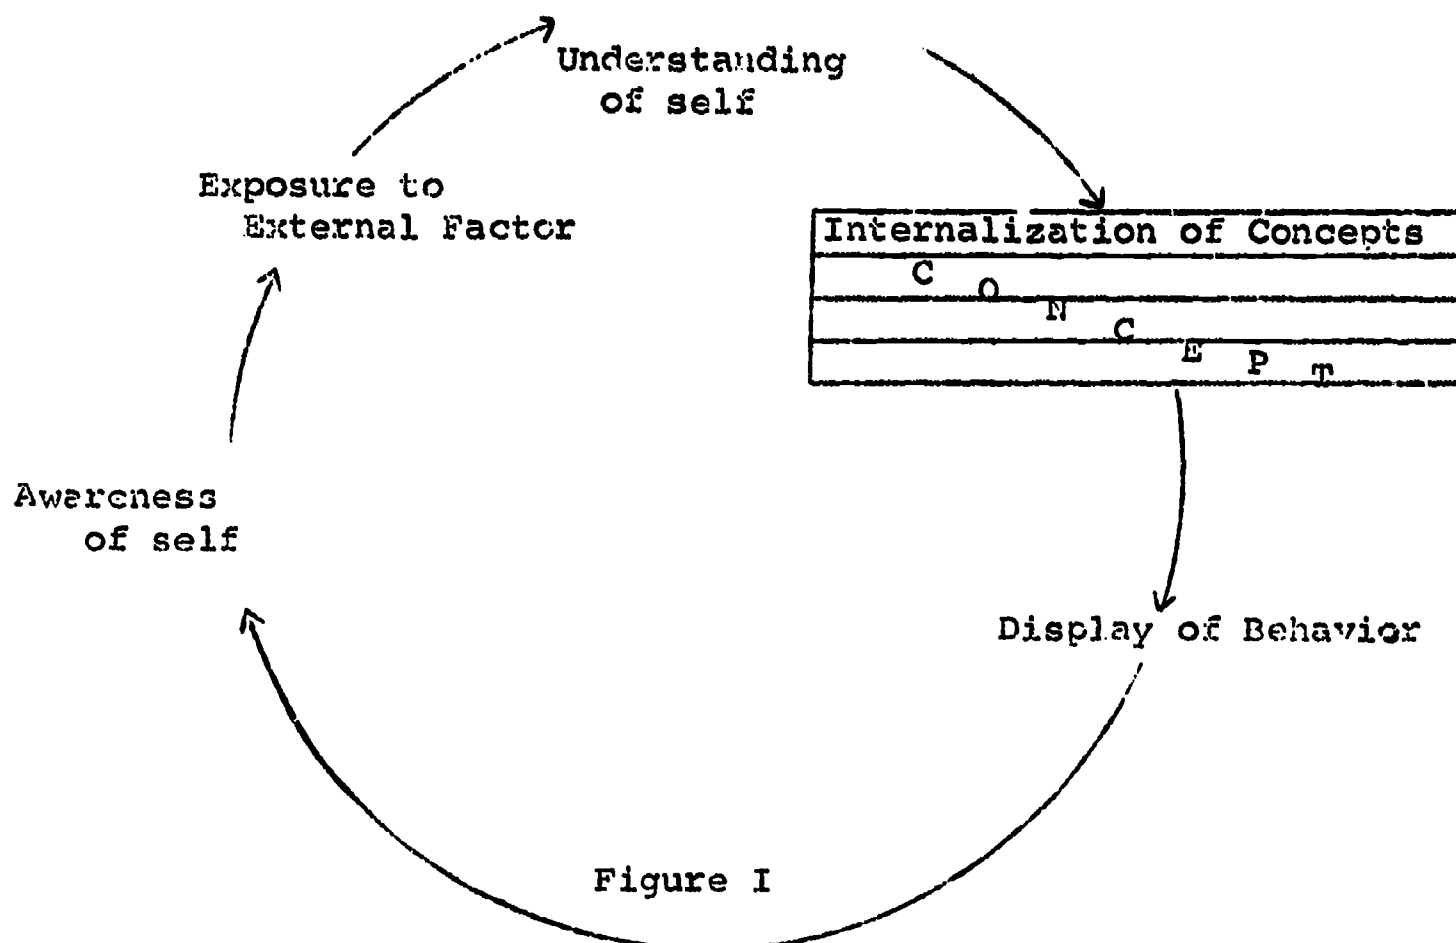 Understanding
of self
Exposure to
External Factor
Internalization of Concepts
C O N C E P T
Awareness
of self
Display of Behavior
Figure I